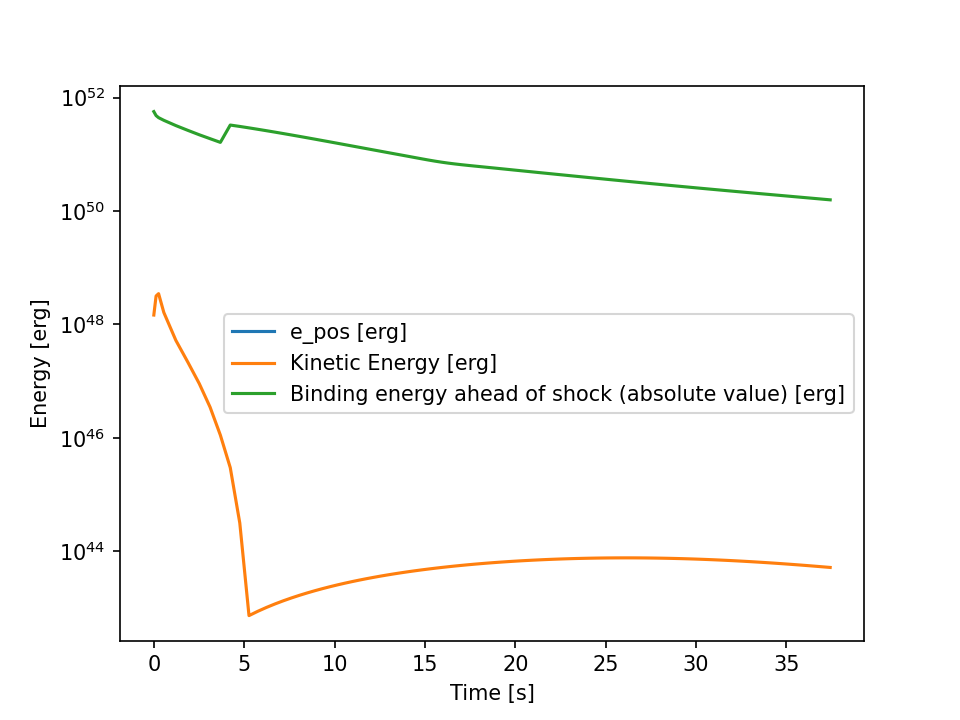 10^52
10^50
10^48
10^46
10^44
Energy [erg]
e_pos [erg]
Kinetic Energy [erg]
Binding energy ahead of shock (absolute value) [erg]
0 5 10 15 20 25 30 35
Time [s]